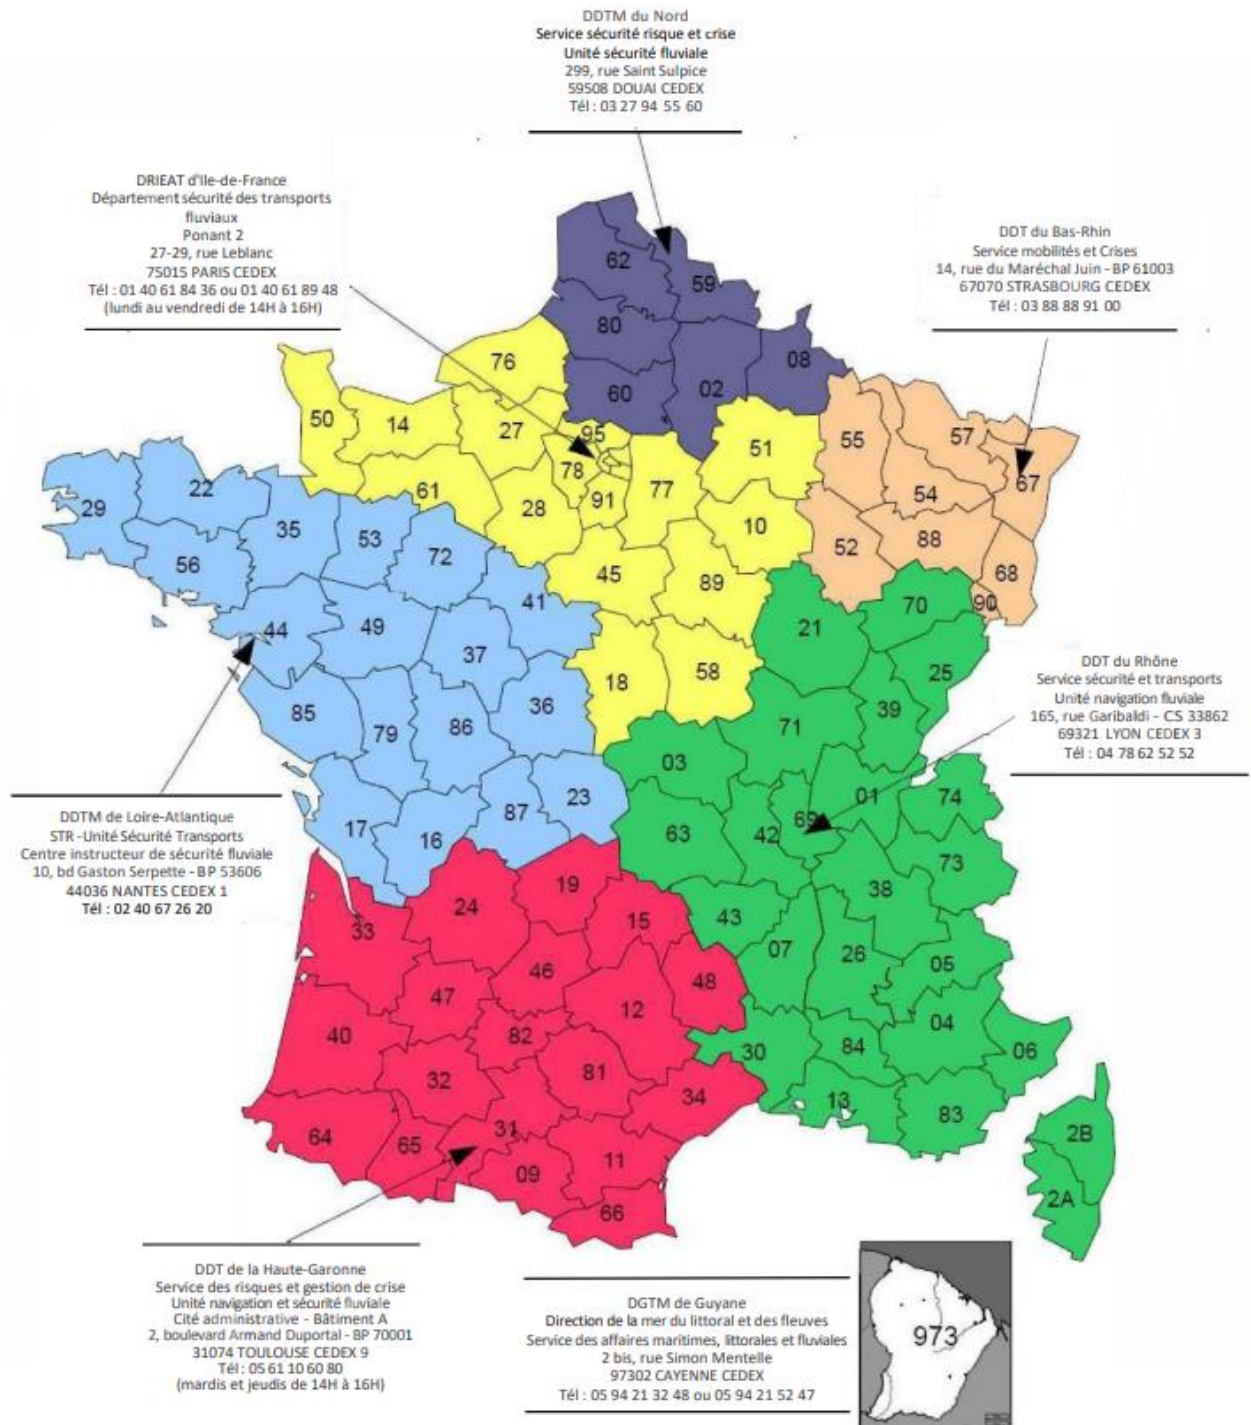 DDTM du Nord
Service sécurité risque et crise
Unité sécurité fluviale
299, rue Saint Sulpice
59508 DOUAI CEDEX
Tél : 03 27 94 55 60
DRIEAT d'Ile-de-France
Département sécurité des transports
fluviaux
Ponant 2
27-29, rue Leblanc
75015 PARIS CEDEX
Tél : 01 40 61 84 36 ou 01 40 61 89 48
(lundi au vendredi de 14H à 16H)
DDT du Bas-Rhin
Service mobilités et Crises
14, rue du Maréchal Juin - BP 61003
67070 STRASBOURG CEDEX
Tél : 03 88 88 91 00
62
59
80
08
76
60
02
50
14
27
95
51
55
57
78
67
61
91
77
54
29
22
28
10
35
53
52
88
56
72
45
89
68
41
70
90
44
49
21
37
58
25
18
85
36
39
79
86
71
03
74
17
16
87
23
63
42
69
01
73
38
DDT du Rhône
Service sécurité et transports
Unité navigation fluviale
165, rue Garibaldi - CS 33862
69321 LYON CEDEX 3
Tél : 04 78 62 52 52
DDTM de Loire-Atlantique
STR -Unité Sécurité Transports
Centre instructeur de sécurité fluviale
10, bd Gaston Serpette - BP 53606
44036 NANTES CEDEX 1
Tél : 02 40 67 26 20
24
19
15
43
33
07
26
05
46
48
47
12
40
82
04
30
84
06
32
81
34
13
83
64
65
31
11
09
66
2B
2A
DDT de la Haute-Garonne
Service des risques et gestion de crise
Unité navigation et sécurité fluviale
Cité administrative - Bâtiment A
2, boulevard Armand Duportal - BP 70001
31074 TOULOUSE CEDEX 9
Tél : 05 61 10 60 80
(mardis et jeudis de 14H à 16H)
DGTM de Guyane
Direction de la mer du littoral et des fleuves
Service des affaires maritimes, littorales et fluviales
2 bis, rue Simon Mentelle
97302 CAYENNE CEDEX
Tél : 05 94 21 32 48 ou 05 94 21 52 47
973